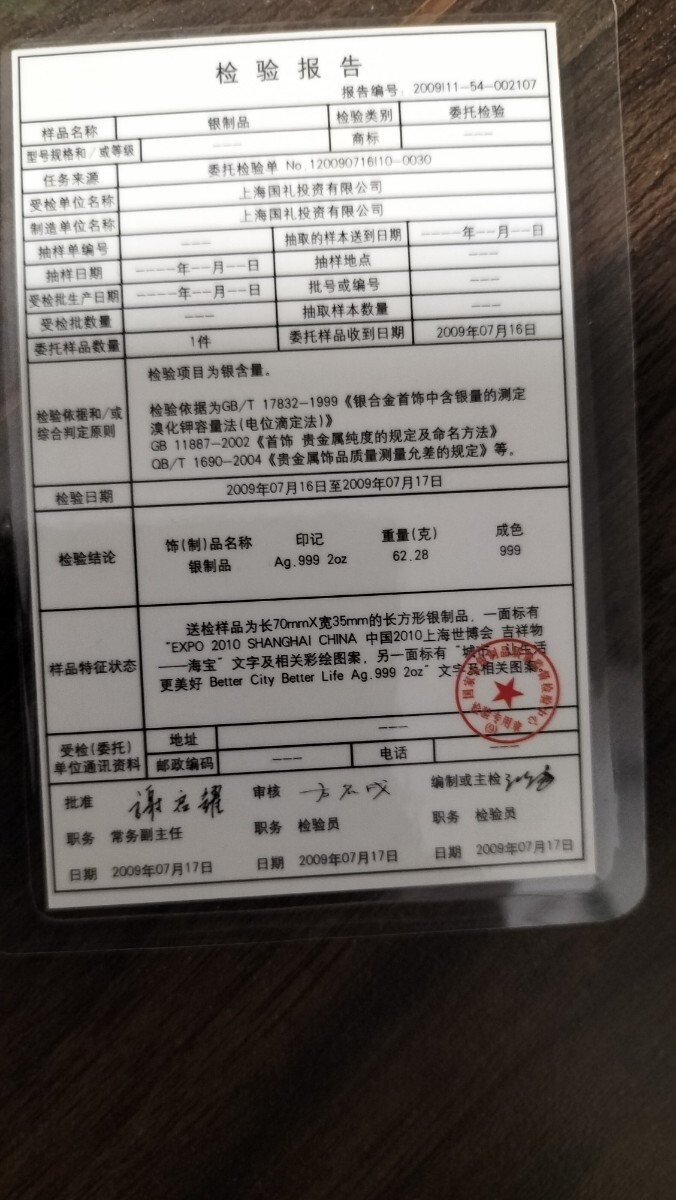 检验报告
报告编号: 2009I11-54-002107
样品名称 银制品 检验类别 委托检验
型号规格和/或等级 --- 商标 ---
任务来源 委托检验单 No.120090716I10-0030
受检单位名称 上海国礼投资有限公司
制造单位名称 上海国礼投资有限公司
抽样单编号 --- 抽取的样本送到日期 ----年--月--日
抽样日期 ----年--月--日 抽样地点 ---
受检批生产日期 ----年--月--日 批号或编号 ---
受检批数量 --- 抽取样本数量 ---
委托样品数量 1件 委托样品收到日期 2009年07月16日
检验依据和/或
综合判定原则
检验项目为银含量。
检验依据为GB/T 17832-1999《银合金首饰中含银量的测定
溴化钾容量法(电位滴定法)》
GB 11887-2002《首饰 贵金属纯度的规定及命名方法》
QB/T 1690-2004《贵金属饰品质量测量允差的规定》等。
检验日期 2009年07月16日至2009年07月17日
检验结论
饰(制)品名称 印记 重量(克) 成色
银制品 Ag.999 2oz 62.28 999
样品特征状态
送检样品为长70mmX宽35mm的长方形银制品，一面标有
“EXPO 2010 SHANGHAI CHINA 中国2010上海世博会 吉祥物
——海宝”文字及相关彩绘图案，另一面标有“城市，让生活
更美好 Better City Better Life Ag.999 2oz”文字及相关图案。
国家
检验中心
检验专用章
(9)
受检(委托)
单位通讯资料
地址 ---
邮政编码 --- 电话 ---
批准 谢启耀 审核 编制或主检
职务 常务副主任 职务 检验员 职务 检验员
日期 2009年07月17日 日期 2009年07月17日 日期 2009年07月17日